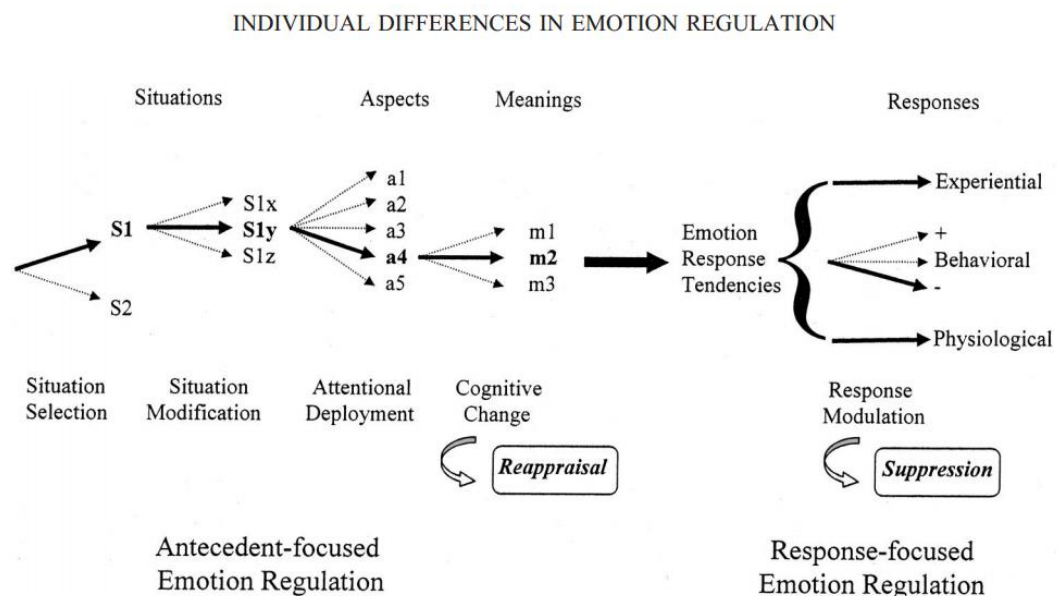 INDIVIDUAL DIFFERENCES IN EMOTION REGULATION
Situations
Aspects
Meanings
Responses
S1
S2
S1x
S1y
S1z
a1
a2
a3
a4
a5
m1
m2
m3
Emotion
Response
Tendencies
Experiential
+
Behavioral
-
Physiological
Situation
Selection
Situation
Modification
Attentional
Deployment
Cognitive
Change
Reappraisal
Response
Modulation
Suppression
Antecedent-focused
Emotion Regulation
Response-focused
Emotion Regulation